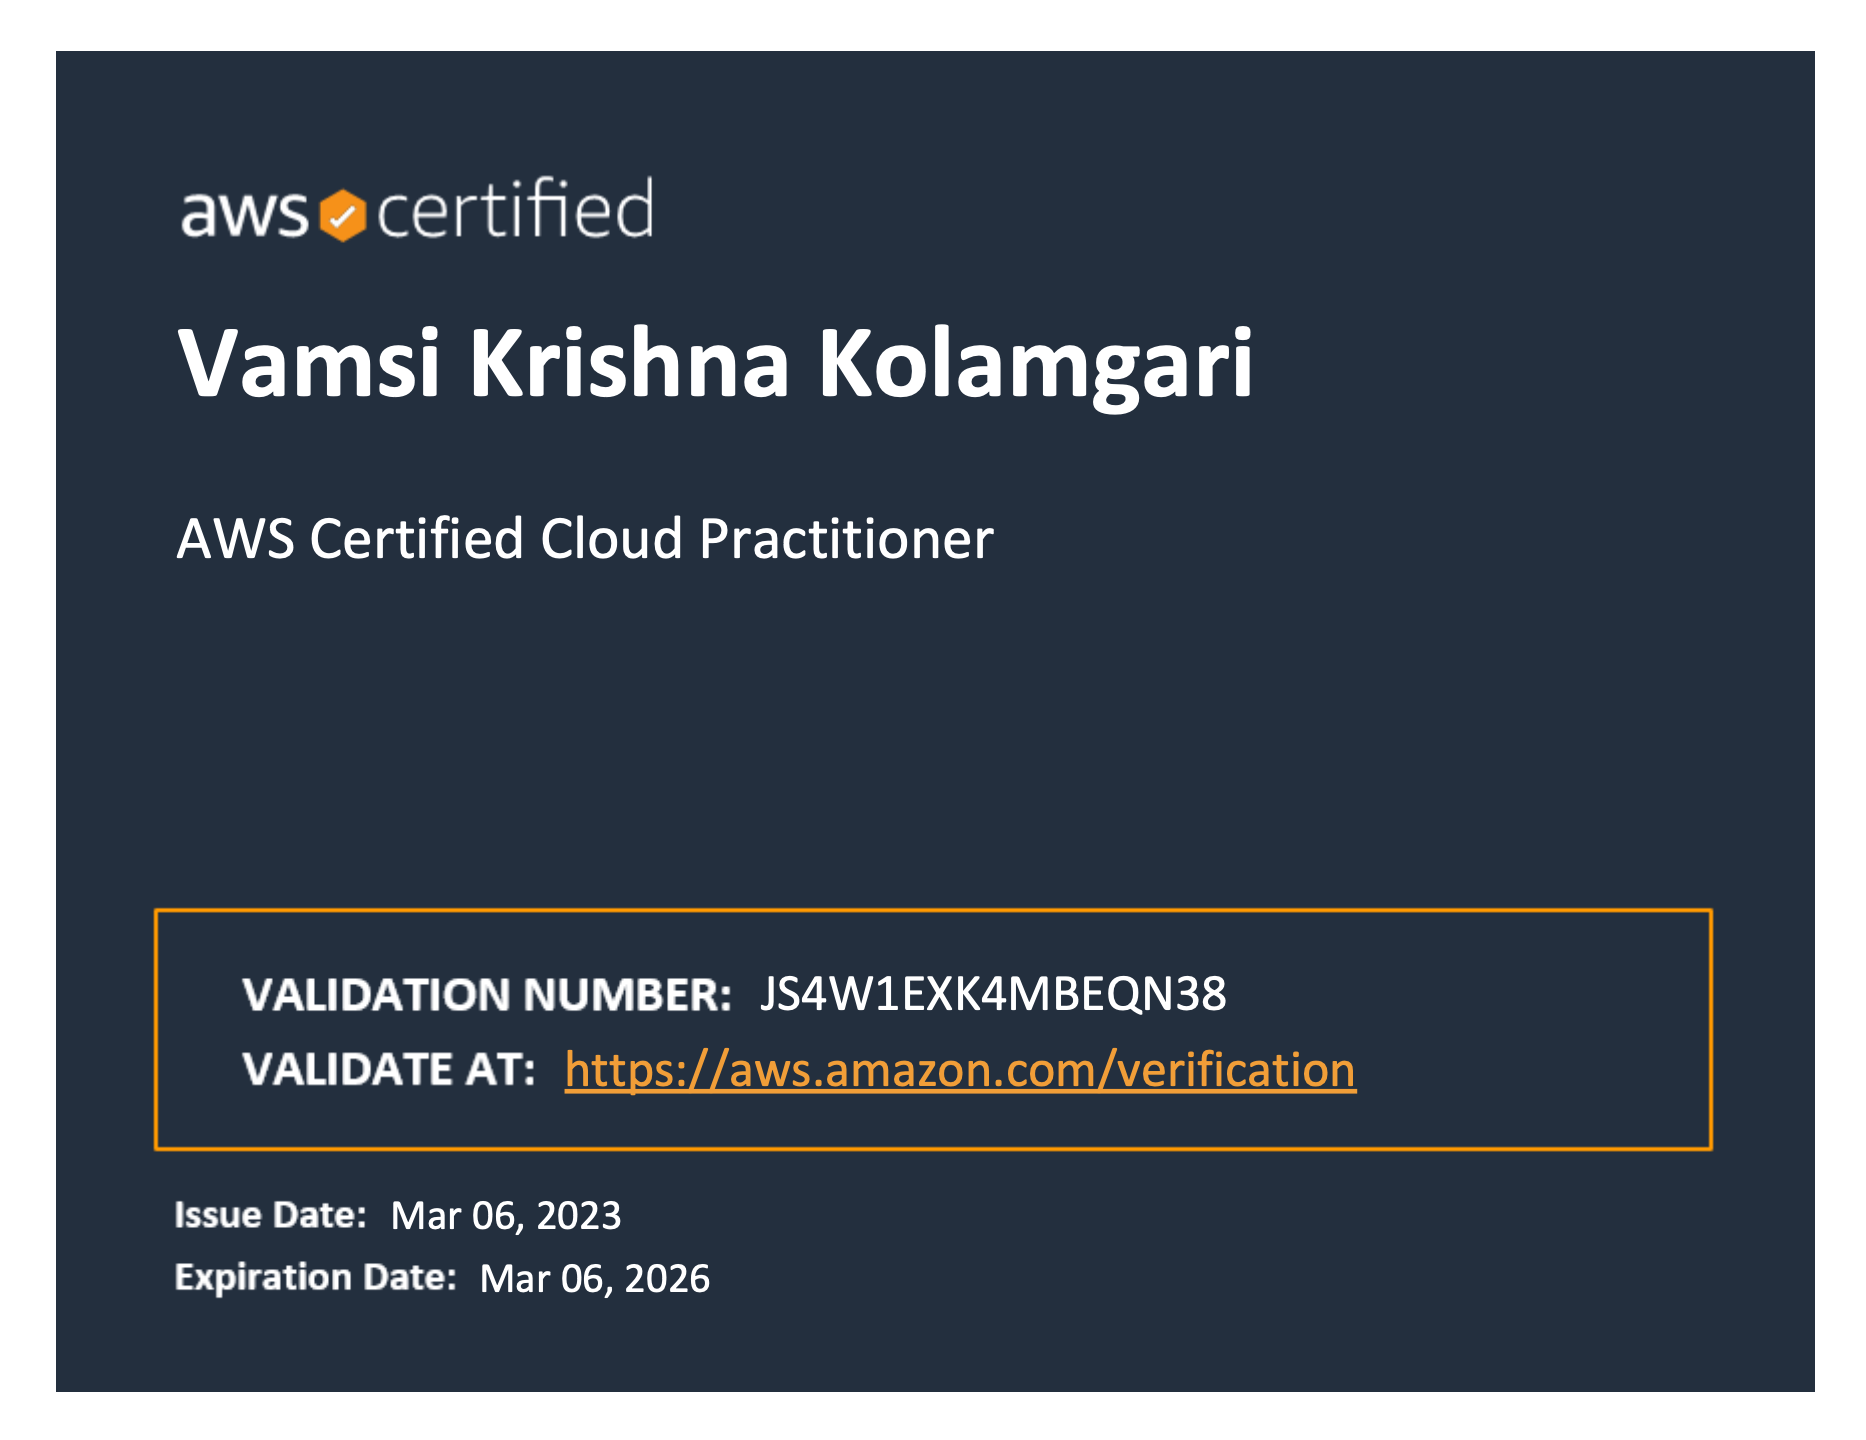 aws certified
Vamsi Krishna Kolamgari
AWS Certified Cloud Practitioner
VALIDATION NUMBER: JS4W1EXK4MBEQN38
VALIDATE AT: https://aws.amazon.com/verification
Issue Date: Mar 06, 2023
Expiration Date: Mar 06, 2026